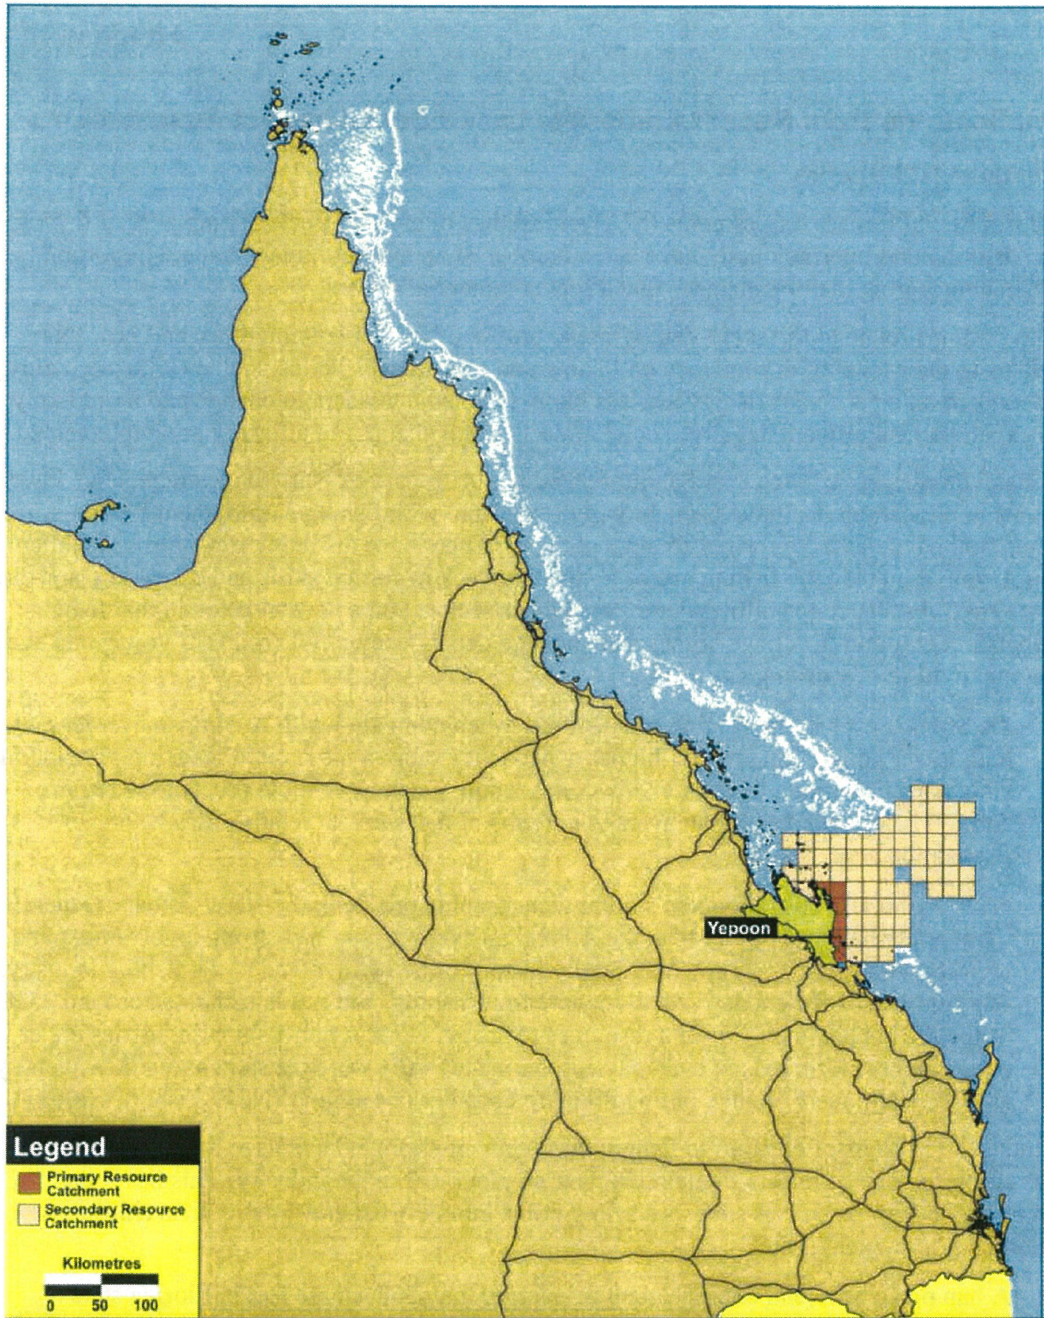 Yepoon
Legend
Primary Resource
Catchment
Secondary Resource
Catchment
Kilometres
0 50 100